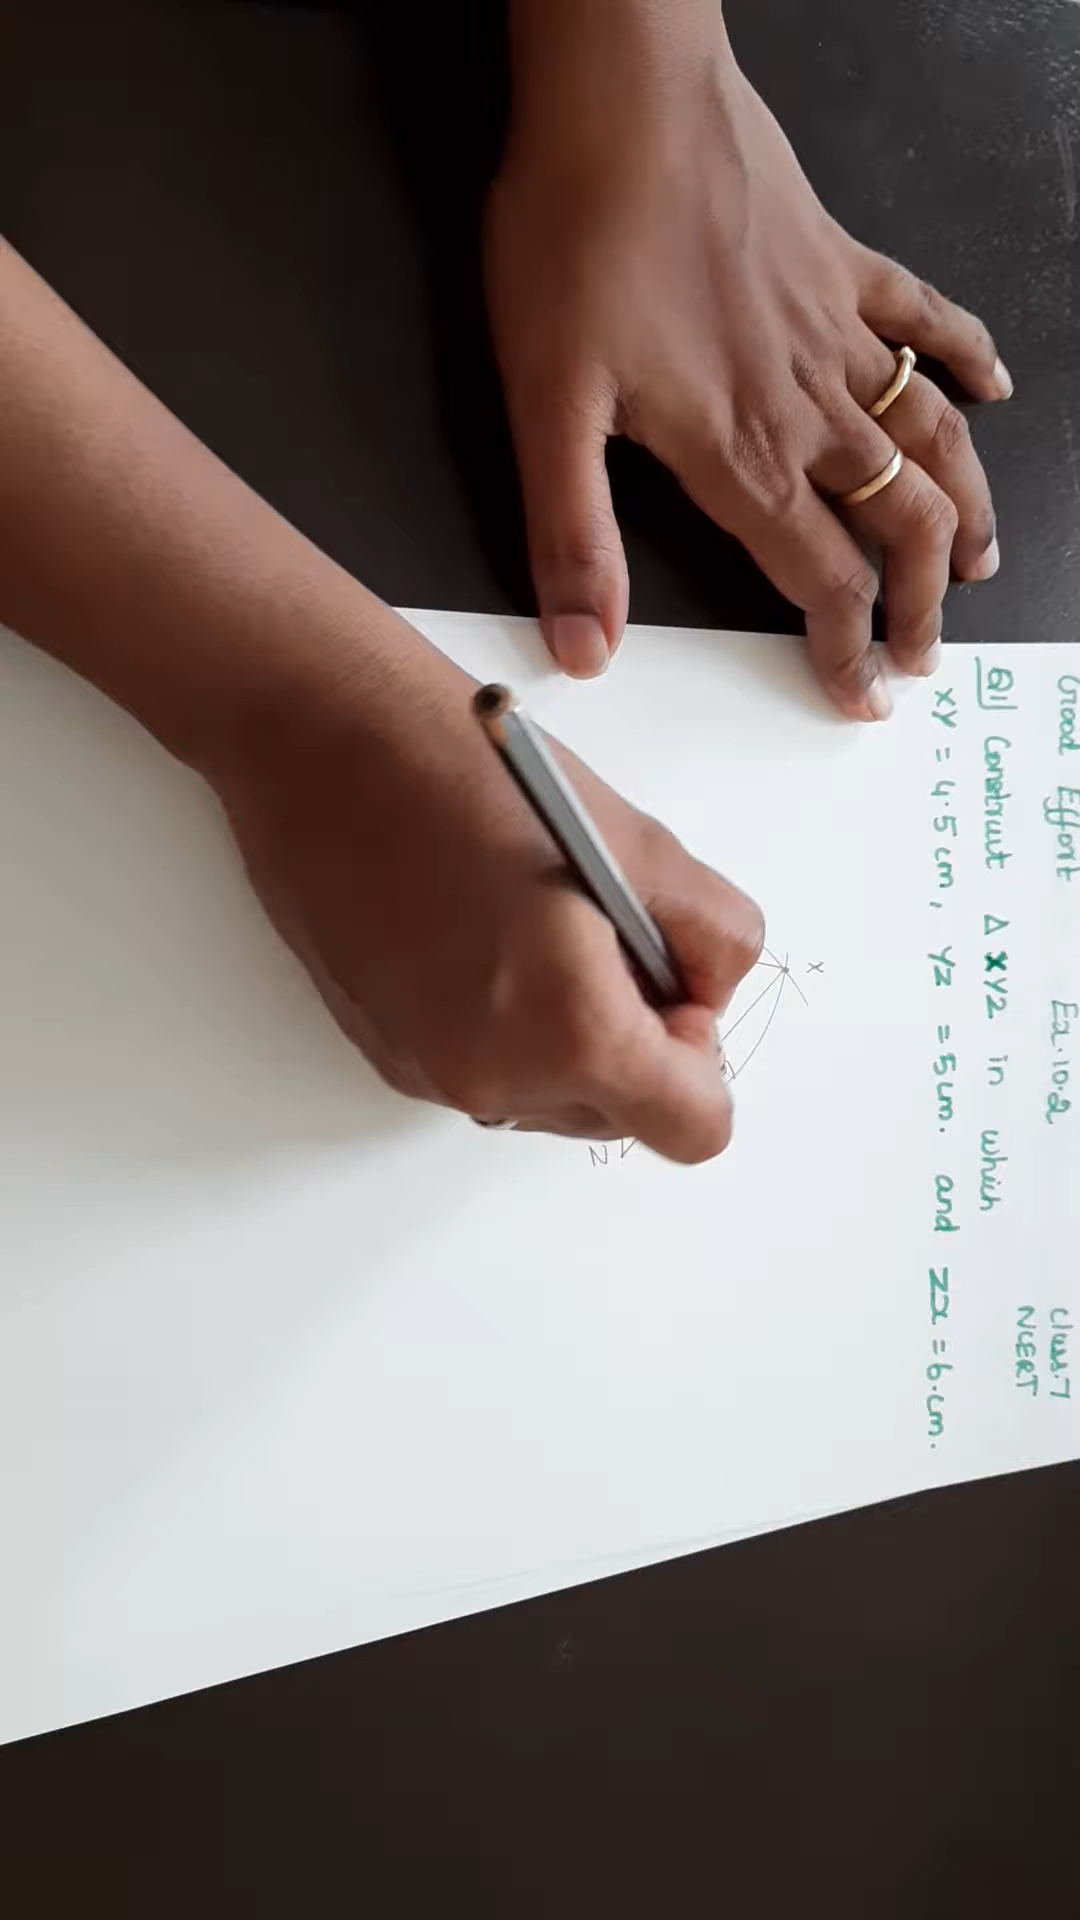 Good Effort Ex.10.2 Class.7
NCERT
Q1 Construct Δ XYZ in which
XY = 4.5 cm, YZ = 5 cm. and ZX = 6.cm.
X
Z